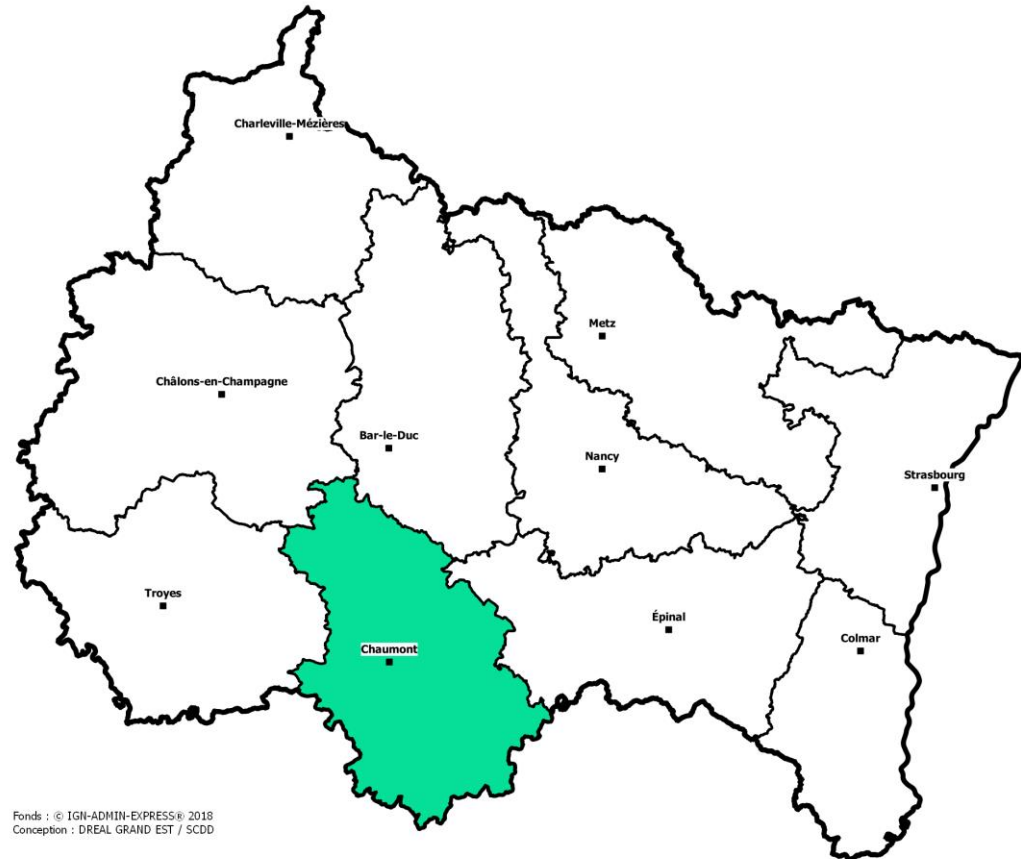 Charleville-Mézières
Metz
Châlons-en-Champagne
Bar-le-Duc
Nancy
Strasbourg
Troyes
Épinal
Colmar
Chaumont
Fonds : © IGN-ADMIN-EXPRESS® 2018
Conception : DREAL GRAND EST / SCDD